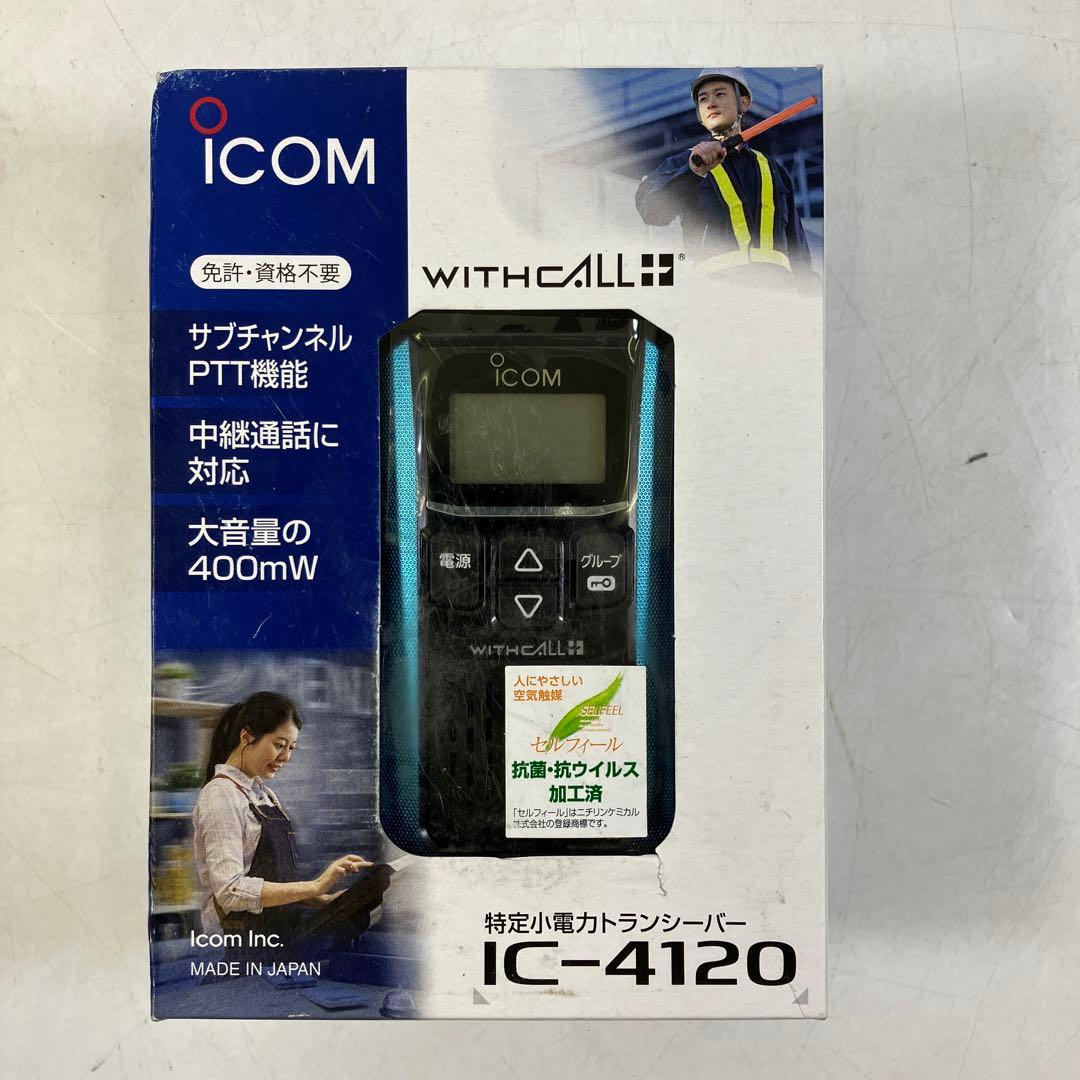 ICOM
免許・資格不要
サブチャンネル
PTT機能
中継通話に
対応
大音量の
400mW
WITHCALL®
ICOM
電源
グループ
WITHCALL
人にやさしい
空気触媒
SELFEEL
セルフィール
抗菌・抗ウイルス
加工済
「セルフィール」はニチリンケミカル
株式会社の登録商標です。
Icom Inc.
MADE IN JAPAN
特定小電力トランシーバー
IC-4120